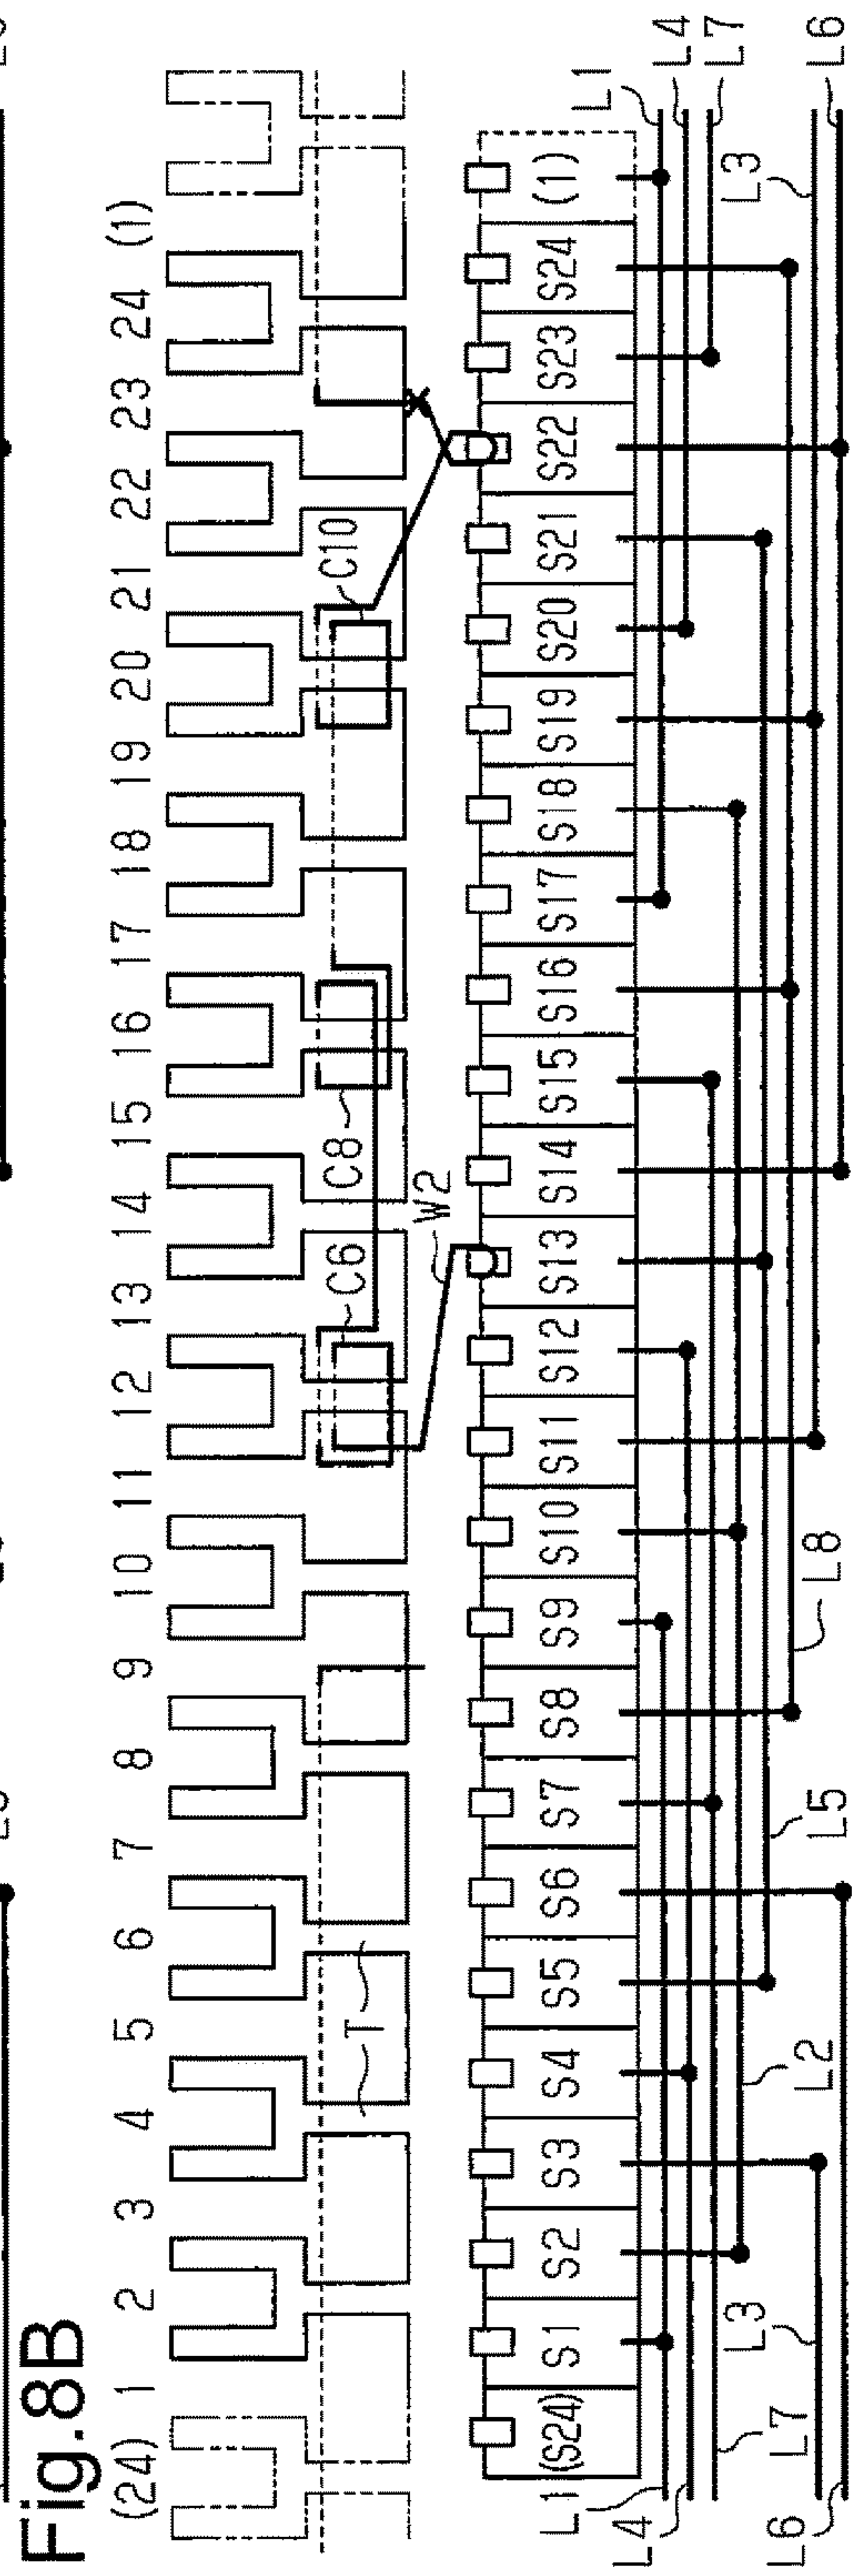 Fig.8B
(24) 1 2 3 4 5 6 7 8 9 10 11 12 13 14 15 16 17 18 19 20 21 22 23 24 (1)
T
C6
C8
C10
W2
(S24) S1 S2 S3 S4 S5 S6 S7 S8 S9 S10 S11 S12 S13 S14 S15 S16 S17 S18 S19 S20 S21 S22 S23 S24 (1)
L1
L1
L4
L4
L7
L7
L3
L3
L2
L5
L8
L6
L6